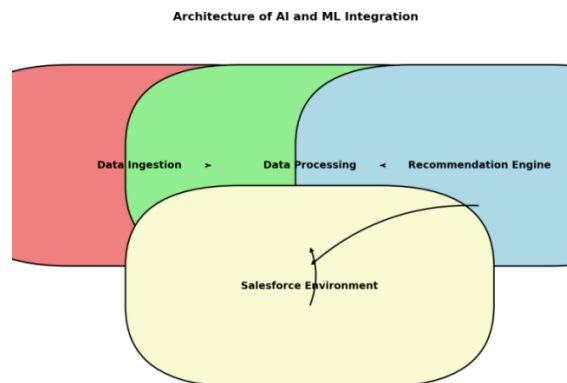 Architecture of AI and ML Integration
Data Ingestion
Data Processing
Recommendation Engine
Salesforce Environment